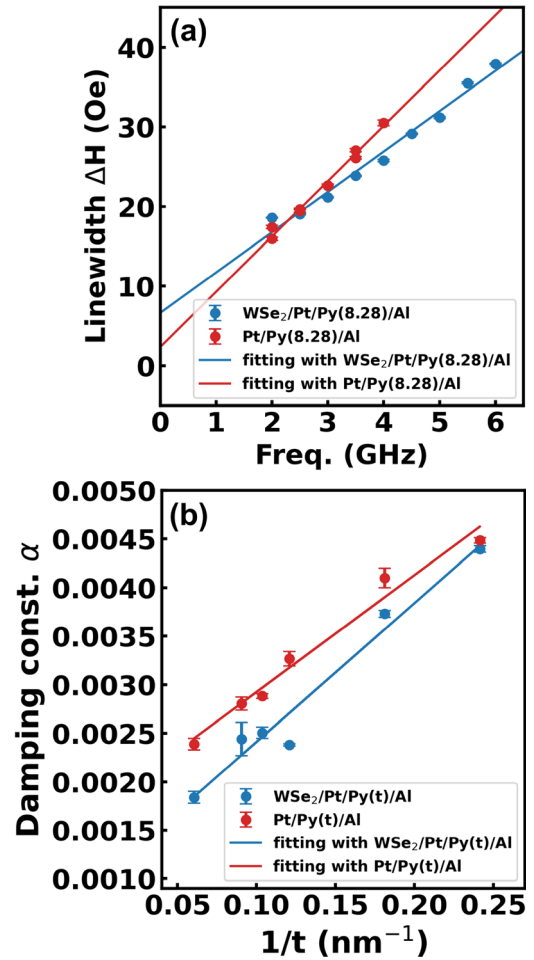 (a)
Linewidth ΔH (Oe)
40
30
20
10
0
WSe₂/Pt/Py(8.28)/Al
Pt/Py(8.28)/Al
fitting with WSe₂/Pt/Py(8.28)/Al
fitting with Pt/Py(8.28)/Al
0 1 2 3 4 5 6
Freq. (GHz)
(b)
Damping const. α
0.0050
0.0045
0.0040
0.0035
0.0030
0.0025
0.0020
0.0015
0.0010
WSe₂/Pt/Py(t)/Al
Pt/Py(t)/Al
fitting with WSe₂/Pt/Py(t)/Al
fitting with Pt/Py(t)/Al
0.05 0.10 0.15 0.20 0.25
1/t (nm⁻¹)